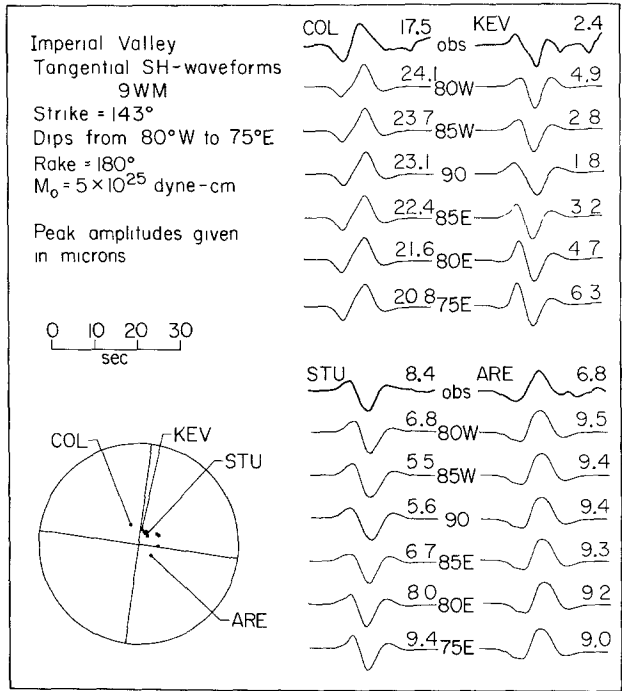 Imperial Valley
Tangential SH-waveforms
9WM
Strike = 143°
Dips from 80°W to 75°E
Rake = 180°
M₀ = 5 × 10²⁵ dyne-cm
Peak amplitudes given
in microns
0 10 20 30
sec
COL
KEV
STU
ARE
COL 17.5 obs KEV 2.4
24.1 80W 4.9
23 7 85W 2 8
23.1 90 1 8
22.4 85E 3 2
21.6 80E 4 7
20 8 75E 6 3
STU 8.4 obs ARE 6.8
6.8 80W 9.5
5 5 85W 9.4
5.6 90 9.4
6 7 85E 9.3
8 0 80E 9.2
9.4 75E 9.0